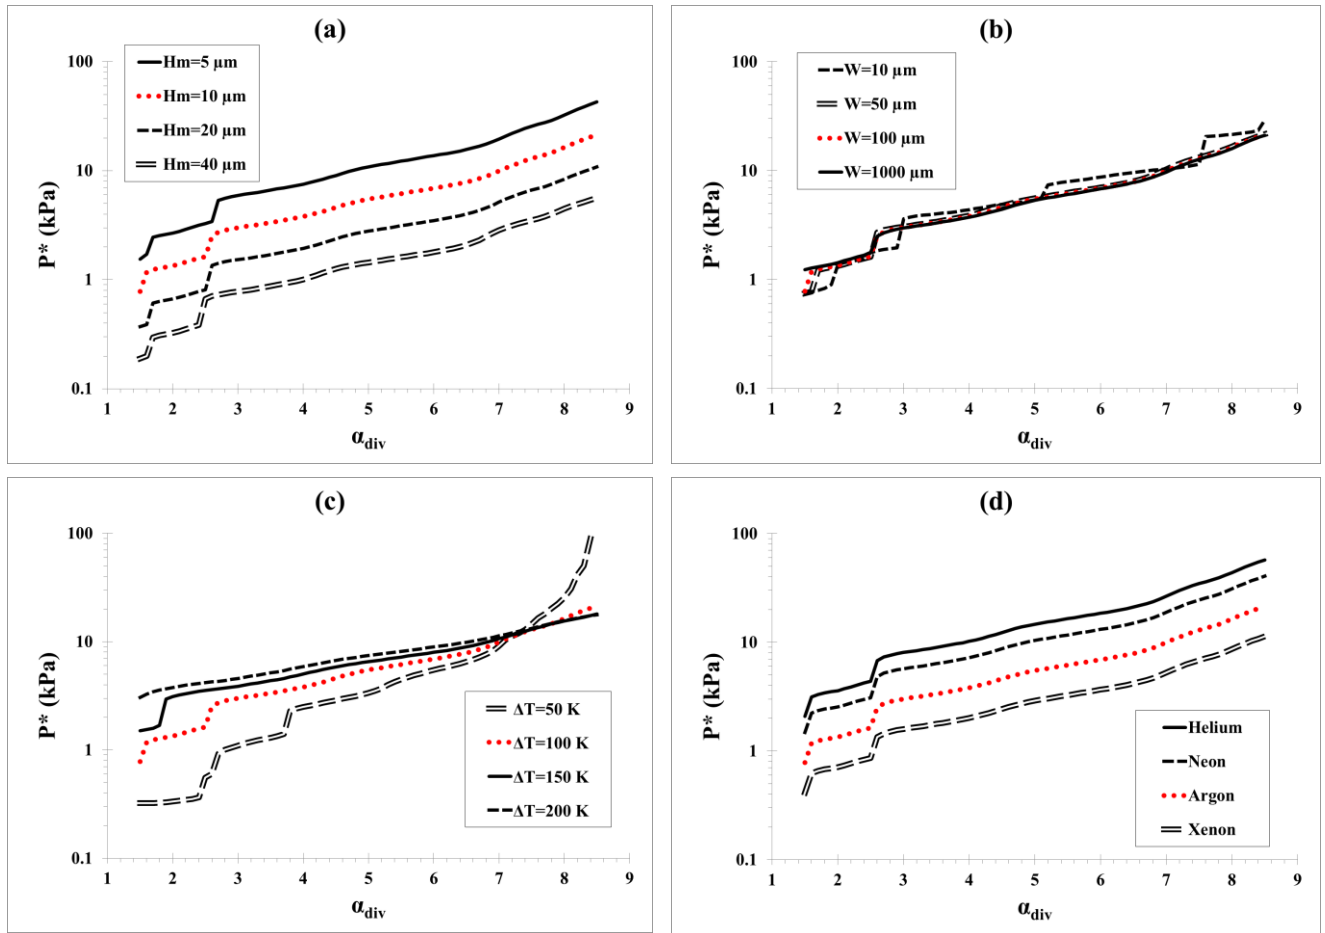 (a)
Hm=5 µm
Hm=10 µm
Hm=20 µm
Hm=40 µm
100
10
1
0.1
P* (kPa)
1 2 3 4 5 6 7 8 9
αdiv
(b)
W=10 µm
W=50 µm
W=100 µm
W=1000 µm
100
10
1
0.1
P* (kPa)
1 2 3 4 5 6 7 8 9
αdiv
(c)
100
10
1
0.1
P* (kPa)
ΔT=50 K
ΔT=100 K
ΔT=150 K
ΔT=200 K
1 2 3 4 5 6 7 8 9
αdiv
(d)
100
10
1
0.1
P* (kPa)
Helium
Neon
Argon
Xenon
1 2 3 4 5 6 7 8 9
αdiv